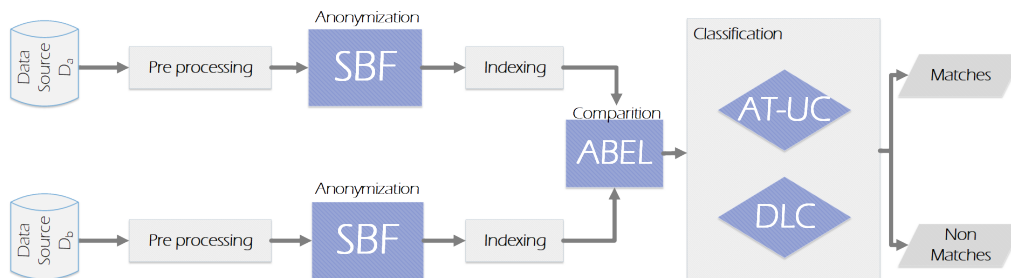 Data
Source
Da
Pre processing
Anonymization
SBF
Indexing
Data
Source
Db
Pre processing
Anonymization
SBF
Indexing
Comparition
ABEL
Classification
AT-UC
DLC
Matches
Non
Matches